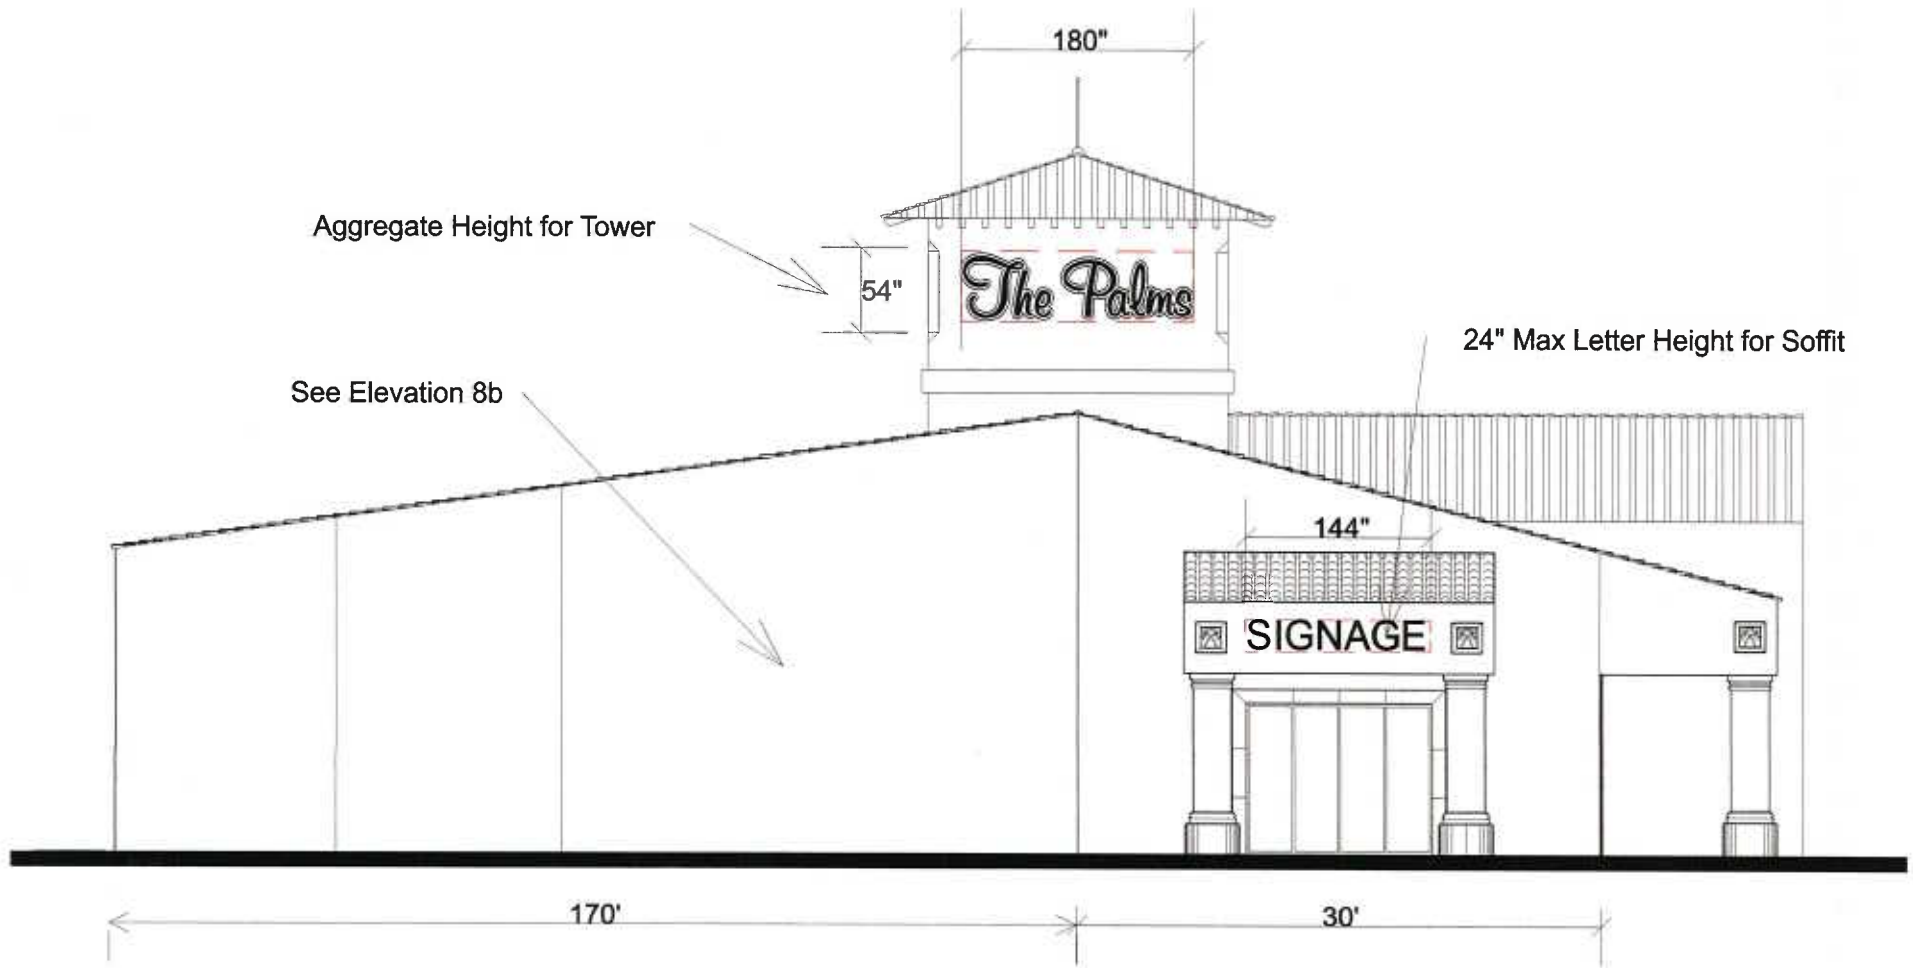 180"
Aggregate Height for Tower
54"
The Palms
24" Max Letter Height for Soffit
See Elevation 8b
144"
SIGNAGE
170'
30'